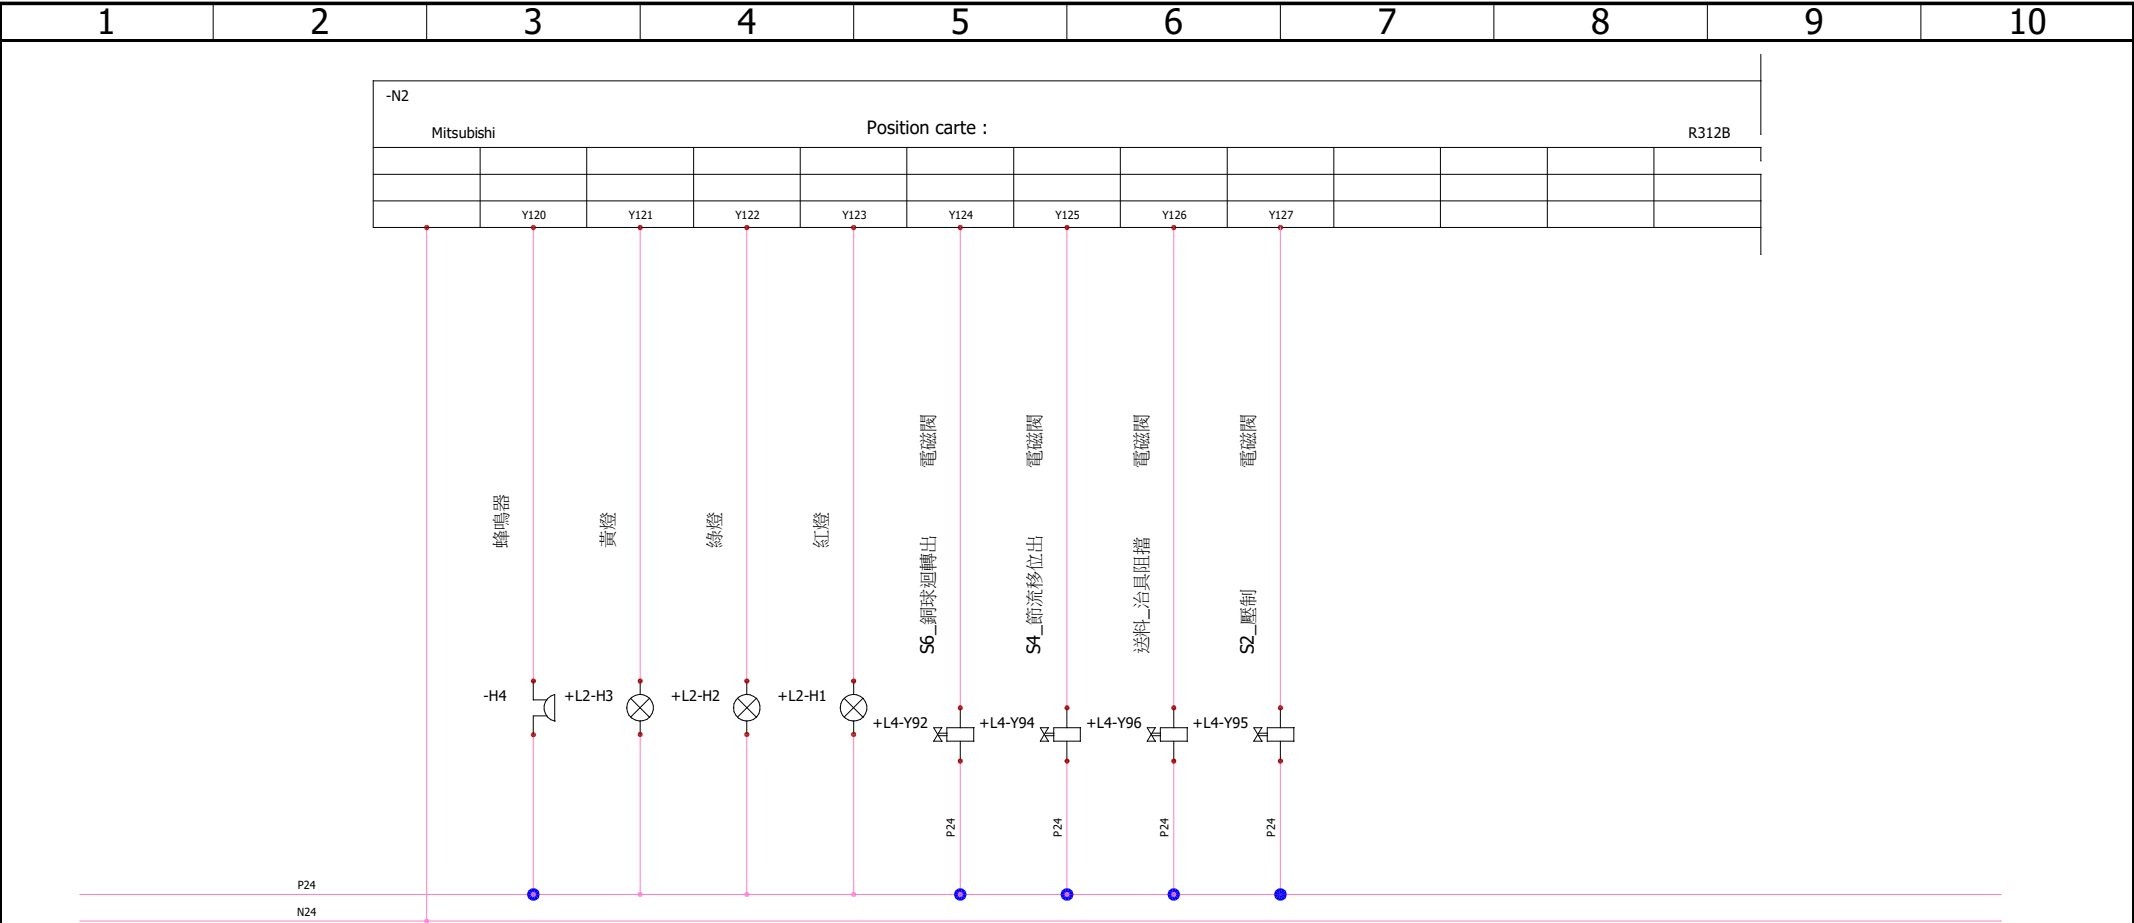 1 2 3 4 5 6 7 8 9 10
-N2
Mitsubishi Position carte : R312B
Y120 Y121 Y122 Y123 Y124 Y125 Y126 Y127
蜂鳴器
黃燈
綠燈
紅燈
S6_銅球迴轉出 電磁閥
S4_節流移位出 電磁閥
送料_治具阻擋 電磁閥
S2_壓制 電磁閥
-H4 +L2-H3 +L2-H2 +L2-H1
+L4-Y92 +L4-Y94 +L4-Y96 +L4-Y95
P24 P24 P24 P24
P24
N24